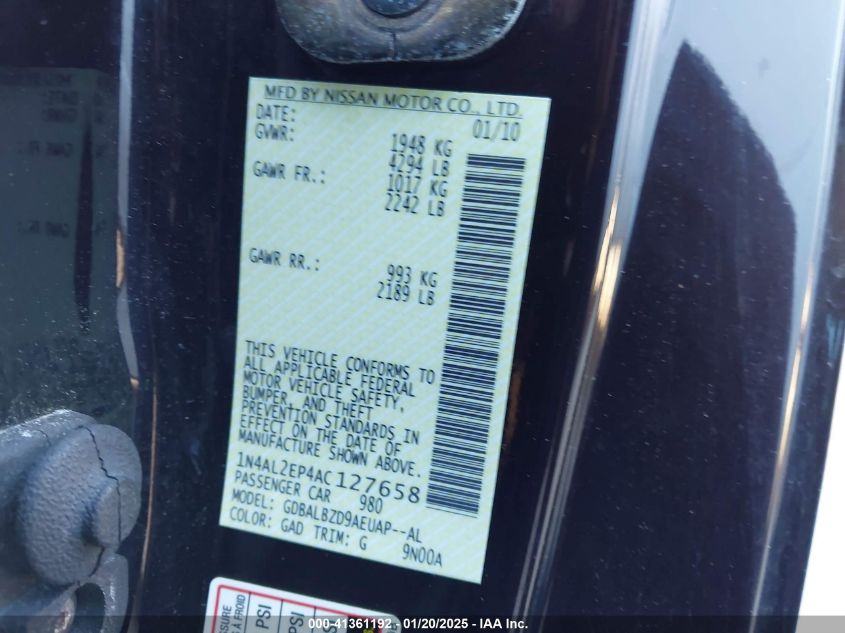 MFD BY NISSAN MOTOR CO., LTD.
DATE: 01/10
GVWR: 1948 KG
4294 LB
GAWR FR.: 1017 KG
2242 LB
GAWR RR.: 993 KG
2189 LB
THIS VEHICLE CONFORMS TO
ALL APPLICABLE FEDERAL
MOTOR VEHICLE SAFETY,
BUMPER, AND THEFT
PREVENTION STANDARDS IN
EFFECT ON THE DATE OF
MANUFACTURE SHOWN ABOVE.
1N4AL2EP4AC127658
PASSENGER CAR 980
MODEL: GDBALBZD9AEUAP--AL
COLOR: GAD TRIM: G 9N00A
À FROID
PSI
PSI
PSI
000-41361192 - 01/20/2025 - IAA Inc.